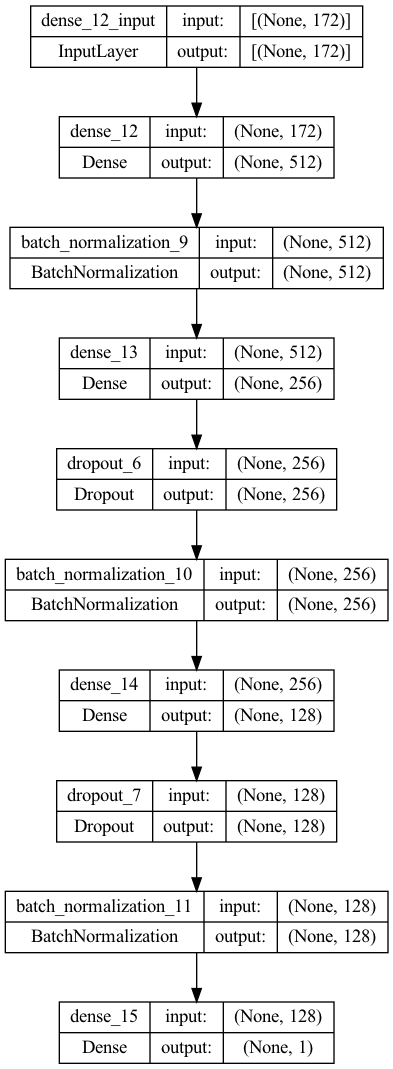 dense_12_input input: [(None, 172)]
InputLayer output: [(None, 172)]
dense_12 input: (None, 172)
Dense output: (None, 512)
batch_normalization_9 input: (None, 512)
BatchNormalization output: (None, 512)
dense_13 input: (None, 512)
Dense output: (None, 256)
dropout_6 input: (None, 256)
Dropout output: (None, 256)
batch_normalization_10 input: (None, 256)
BatchNormalization output: (None, 256)
dense_14 input: (None, 256)
Dense output: (None, 128)
dropout_7 input: (None, 128)
Dropout output: (None, 128)
batch_normalization_11 input: (None, 128)
BatchNormalization output: (None, 128)
dense_15 input: (None, 128)
Dense output: (None, 1)